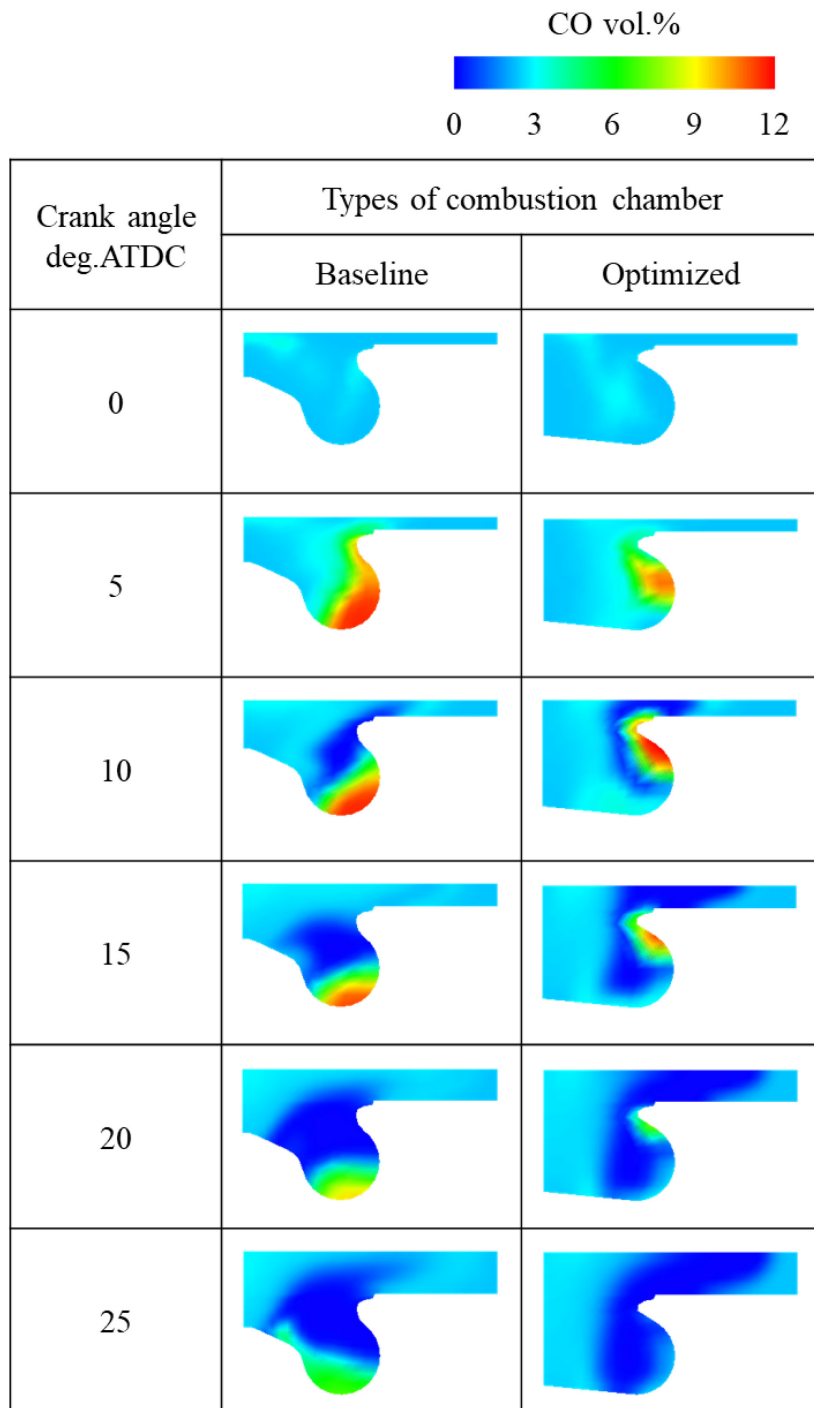 CO vol.%
0 3 6 9 12
Crank angle
deg.ATDC
Types of combustion chamber
Baseline Optimized
0
5
10
15
20
25